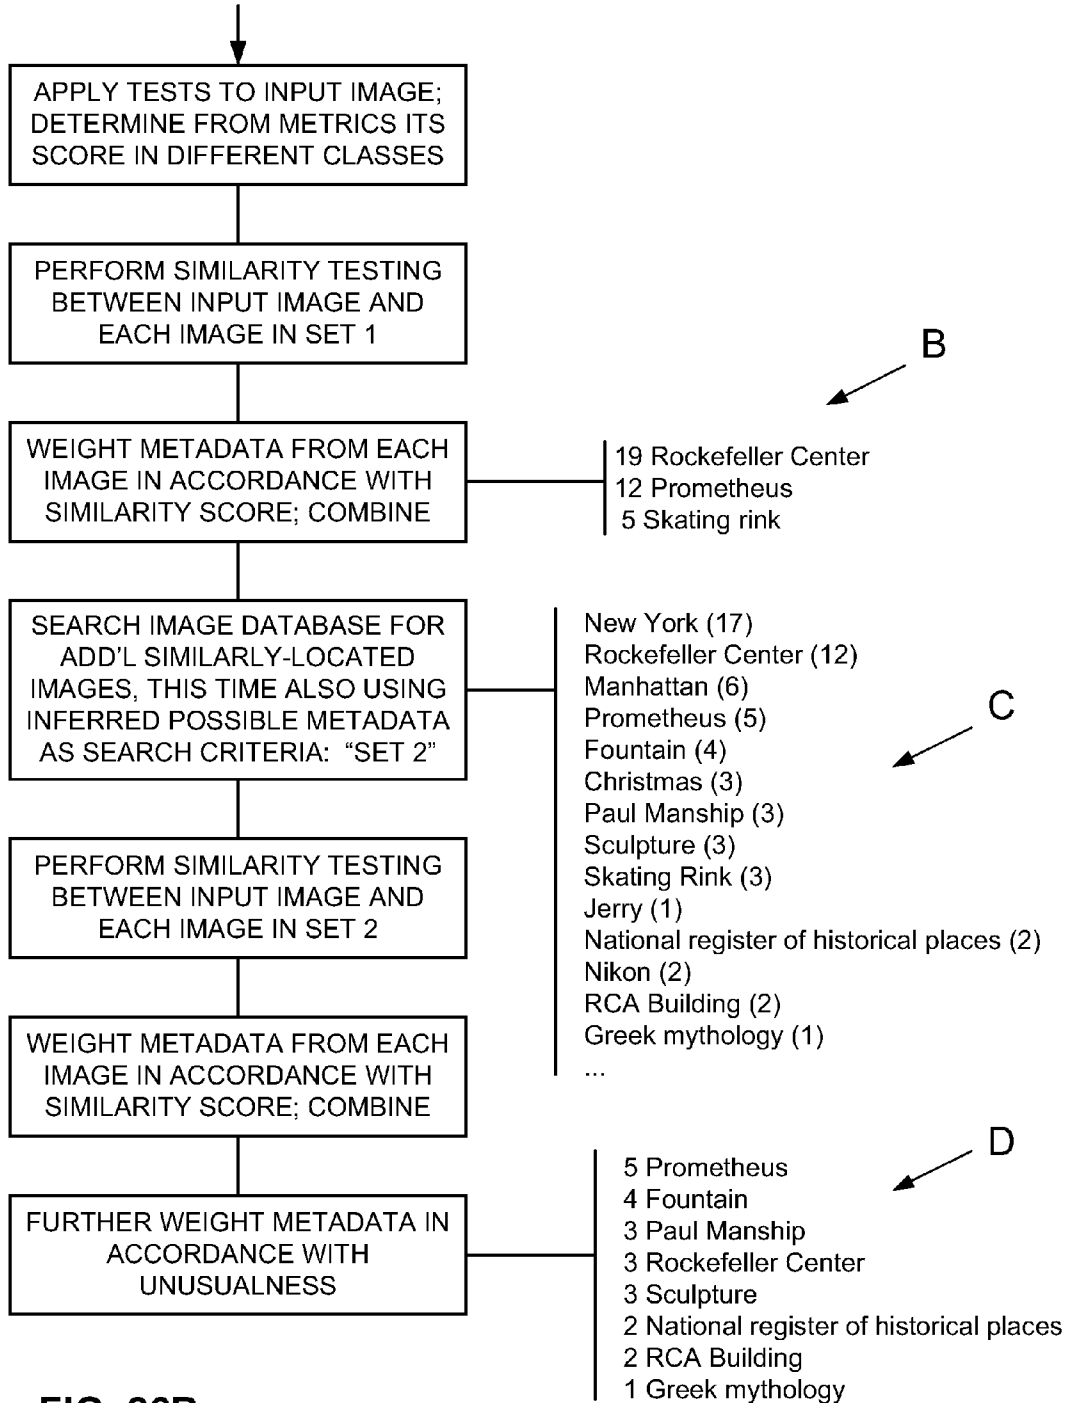 APPLY TESTS TO INPUT IMAGE;
DETERMINE FROM METRICS ITS
SCORE IN DIFFERENT CLASSES
PERFORM SIMILARITY TESTING
BETWEEN INPUT IMAGE AND
EACH IMAGE IN SET 1
B
WEIGHT METADATA FROM EACH
IMAGE IN ACCORDANCE WITH
SIMILARITY SCORE; COMBINE
19 Rockefeller Center
12 Prometheus
5 Skating rink
SEARCH IMAGE DATABASE FOR
ADD'L SIMILARLY-LOCATED
IMAGES, THIS TIME ALSO USING
INFERRED POSSIBLE METADATA
AS SEARCH CRITERIA: “SET 2”
New York (17)
Rockefeller Center (12)
Manhattan (6)
Prometheus (5)
Fountain (4)
Christmas (3)
Paul Manship (3)
Sculpture (3)
Skating Rink (3)
Jerry (1)
National register of historical places (2)
Nikon (2)
RCA Building (2)
Greek mythology (1)
...
C
PERFORM SIMILARITY TESTING
BETWEEN INPUT IMAGE AND
EACH IMAGE IN SET 2
WEIGHT METADATA FROM EACH
IMAGE IN ACCORDANCE WITH
SIMILARITY SCORE; COMBINE
D
FURTHER WEIGHT METADATA IN
ACCORDANCE WITH
UNUSUALNESS
5 Prometheus
4 Fountain
3 Paul Manship
3 Rockefeller Center
3 Sculpture
2 National register of historical places
2 RCA Building
1 Greek mythology